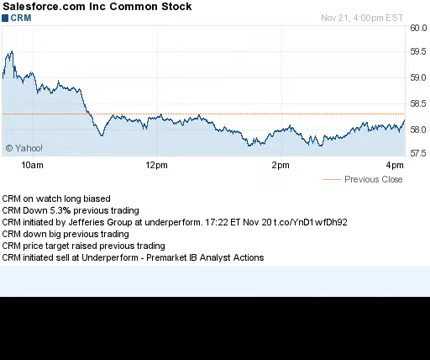 Salesforce.com Inc Common Stock
CRM
Nov 21, 4:00pm EST
60.0
59.5
59.0
58.5
58.0
57.5
© Yahoo!
10am
12pm
2pm
4pm
Previous Close
CRM on watch long biased
CRM Down 5.3% previous trading
CRM initiated by Jefferies Group at underperform. 17:22 ET Nov 20 t.co/YnD1wfDh92
CRM down big previous trading
CRM price target raised previous trading
CRM initiated sell at Underperform - Premarket IB Analyst Actions